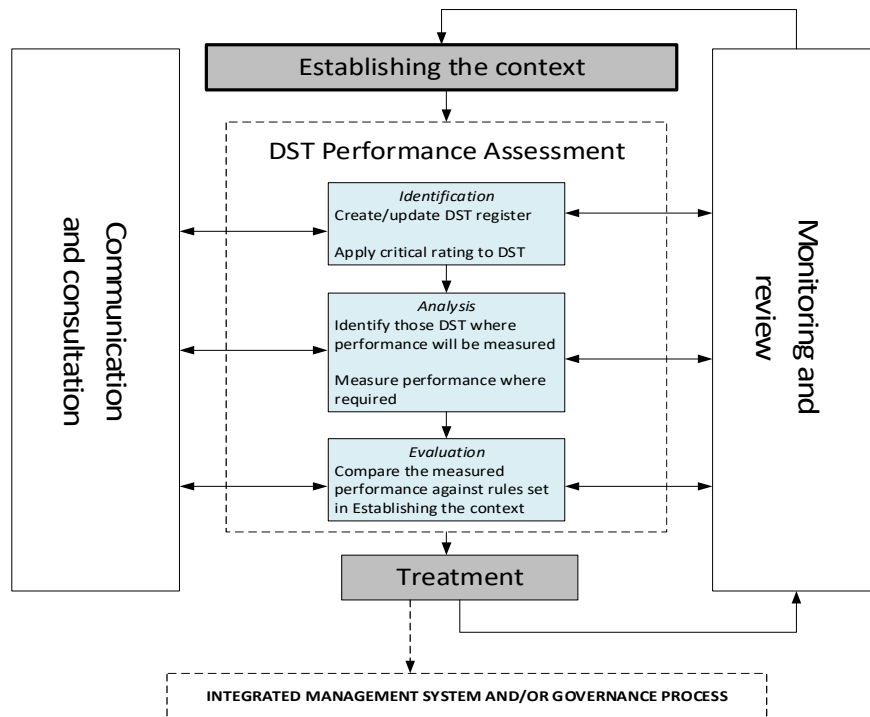 Establishing the context
DST Performance Assessment
Identification
Create/update DST register
Apply critical rating to DST
Analysis
Identify those DST where
performance will be measured
Measure performance where
required
Evaluation
Compare the measured
performance against rules set
in Establishing the context
Treatment
Communication
and consultation
Monitoring and
review
INTEGRATED MANAGEMENT SYSTEM AND/OR GOVERNANCE PROCESS